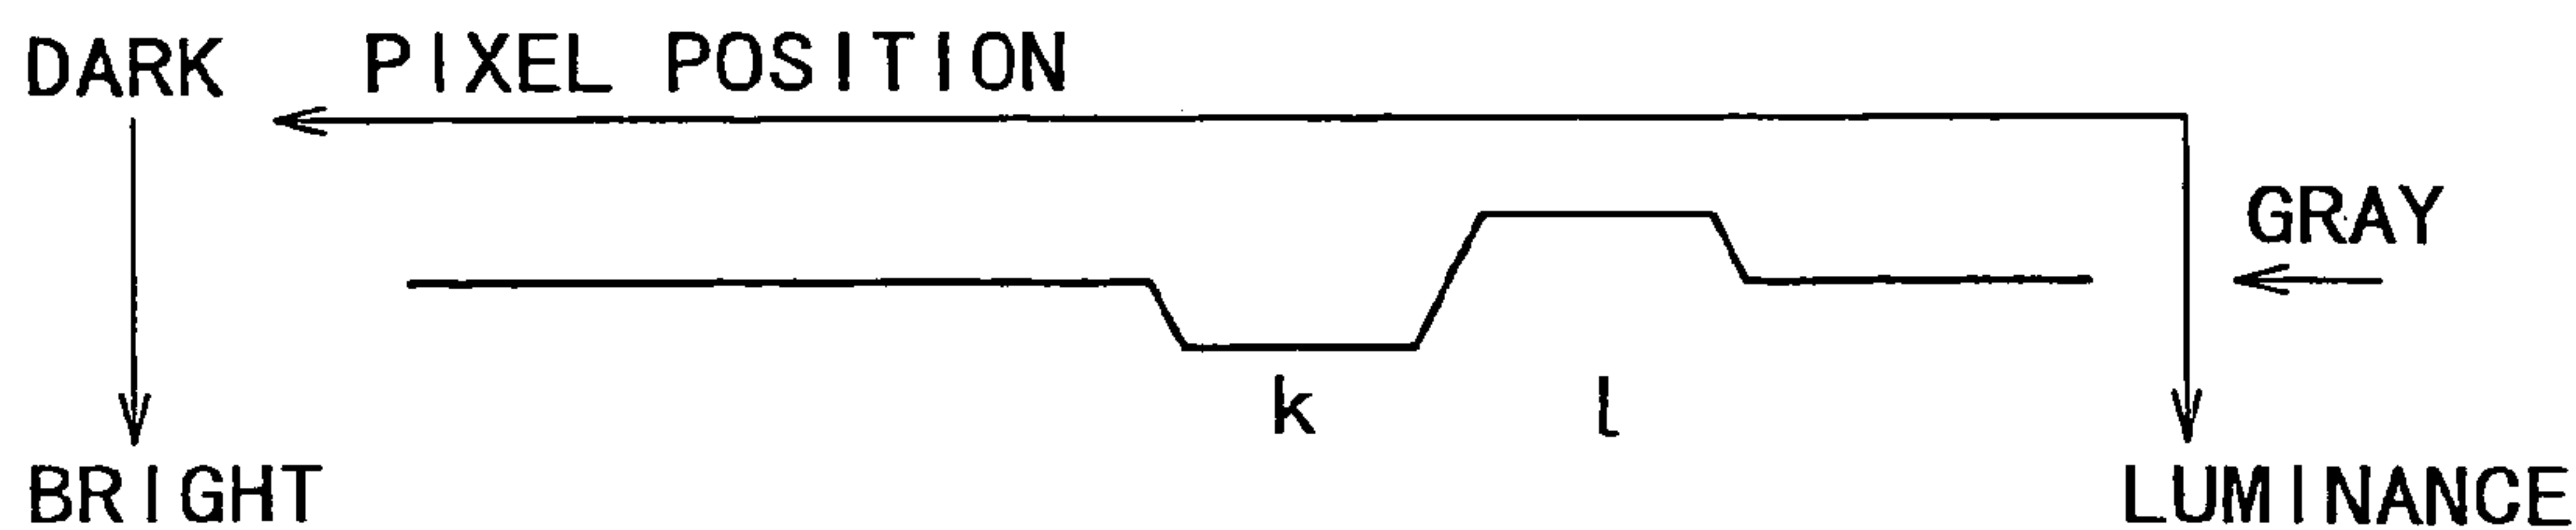 DARK
PIXEL POSITION
GRAY
k
l
BRIGHT
LUMINANCE